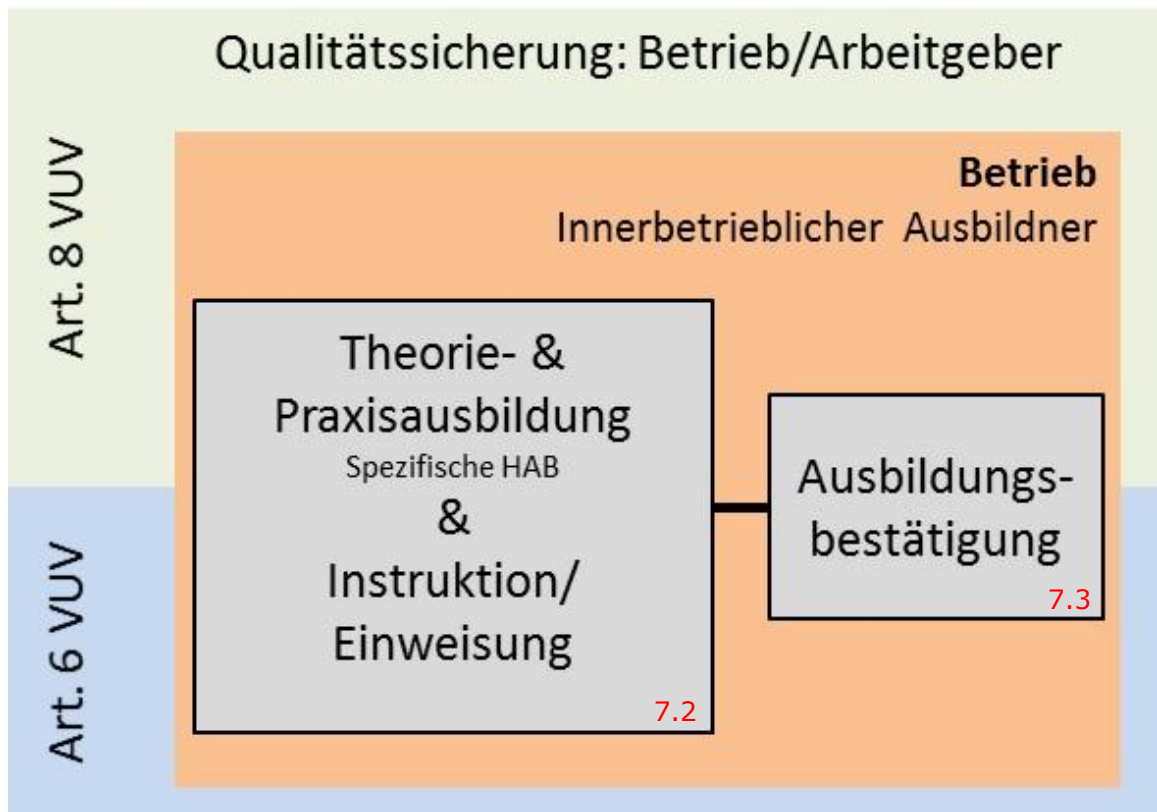 Qualitätssicherung: Betrieb/Arbeitgeber
Art. 8 VUV
Betrieb
Innerbetrieblicher Ausbildner
Theorie- &
Praxisausbildung
Spezifische HAB
&
Instruktion/
Einweisung
7.2
Ausbildungs-
bestätigung
7.3
Art. 6 VUV